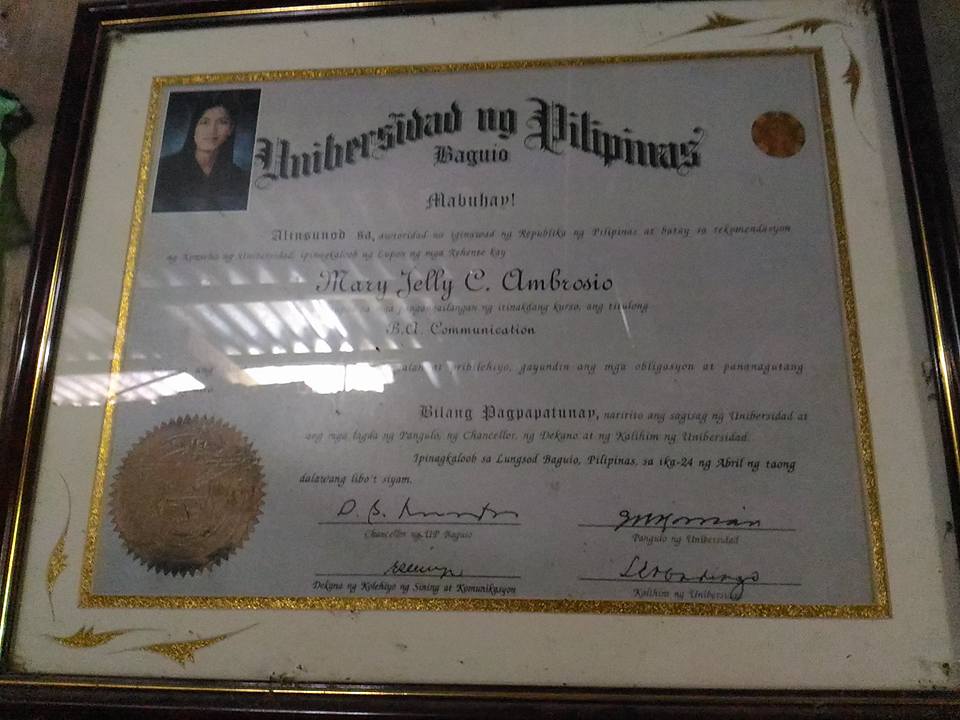 Unibersidad ng Pilipinas
Baguio
Mabuhay!
Alinsunod sa, awtoridad na iginawad ng Republika ng Pilipinas at batay sa rekomendasyon
ng Konseho ng Unibersidad, ipinagkaloob ng Lupon ng mga Rehente kay
Mary Jelly C. Ambrosio
ng itinakdang kurso, ang titulong
B.A. Communication
ang at pribilehiyo, gayundin ang mga obligasyon at pananagutang
Bilang Pagpapatunay, naririto ang sagisag ng Unibersidad at
ang mga lagda ng Pangulo, ng Chancellor, ng Dekano at ng Kalihim ng Unibersidad.
Ipinagkaloob sa Lungsod Baguio, Pilipinas, sa ika-24 ng Abril ng taong
dalawang libo't siyam.
Chancellor ng UP Baguio
Pangulo ng Unibersidad
Dekano ng Kolehiyo ng Sining at Komunikasyon
Kalihim ng Unibersidad